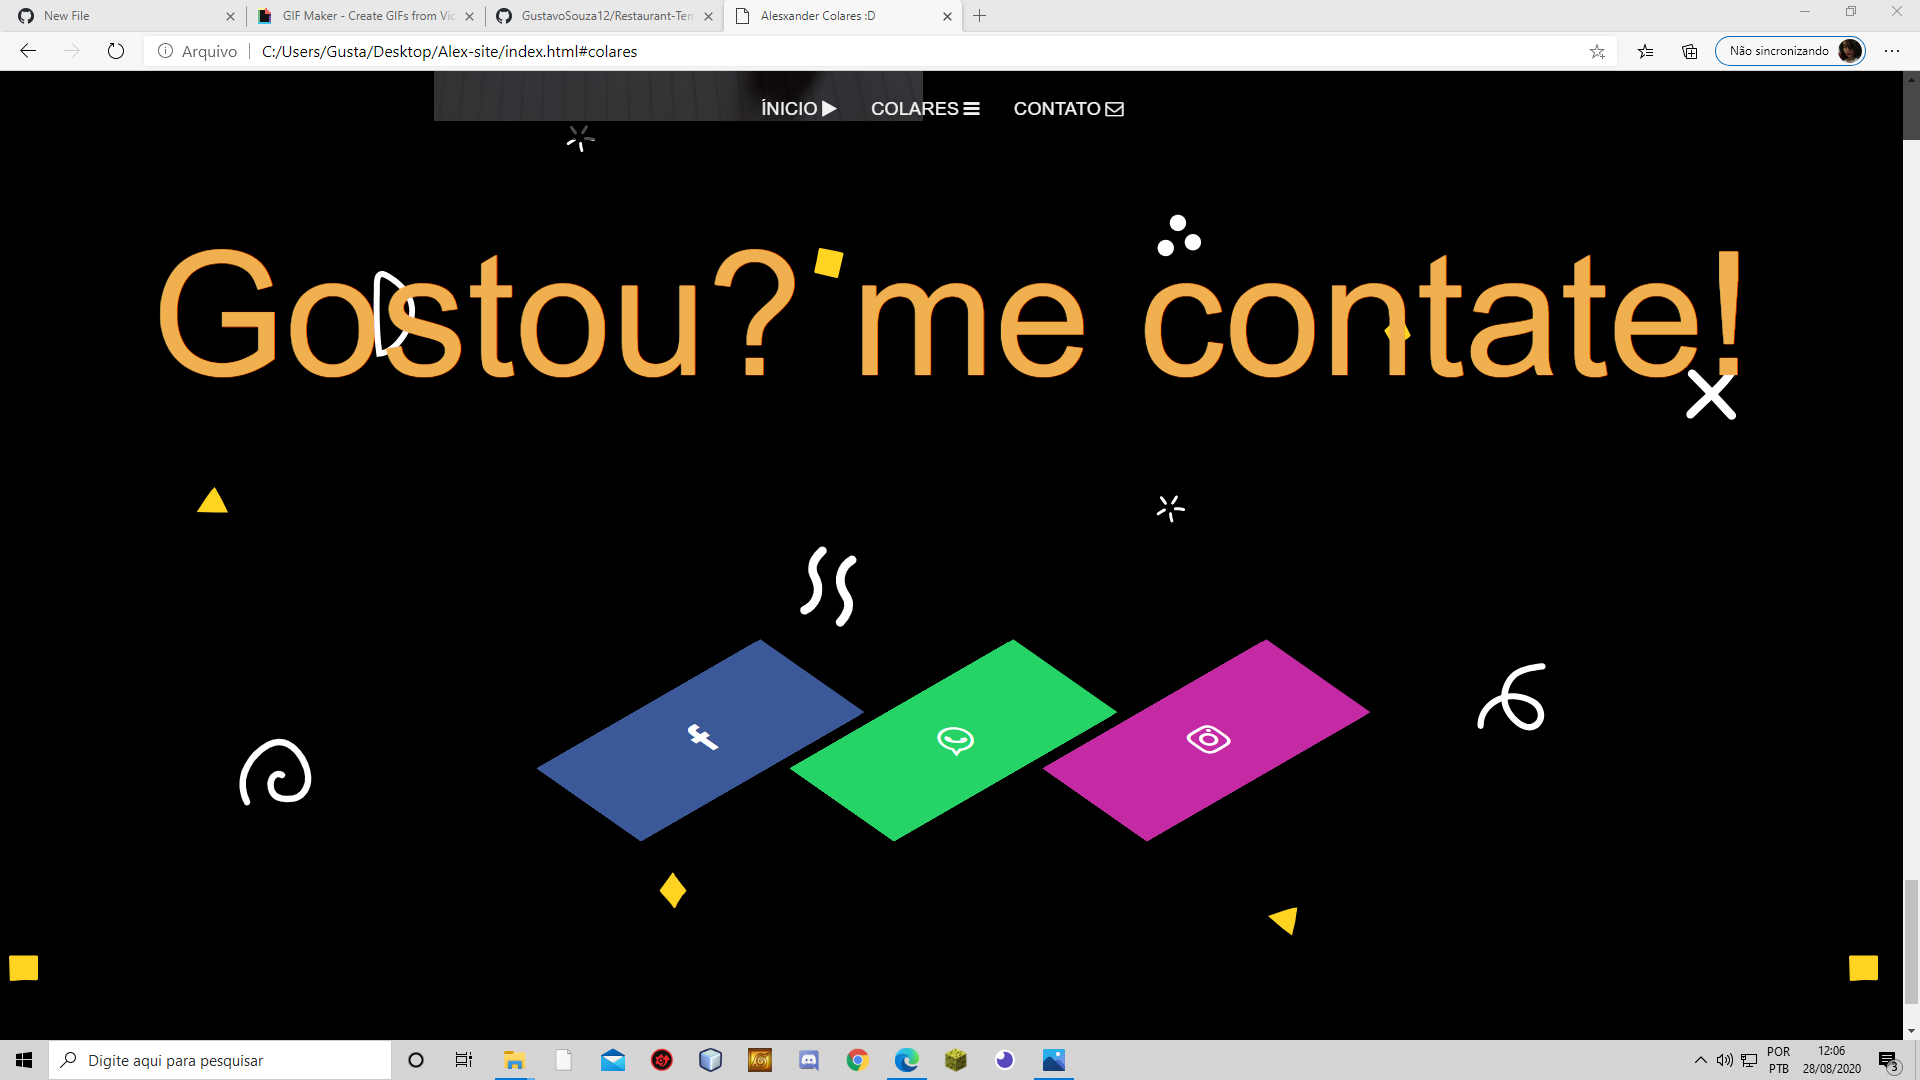 New File
GIF Maker - Create GIFs from Vic
GustavoSouza12/Restaurant-Ten
Alesxander Colares :D
Arquivo
C:/Users/Gusta/Desktop/Alex-site/index.html#colares
Não sincronizando
ÍNICIO
COLARES
CONTATO
Gostou? me contate!
Digite aqui para pesquisar
POR
PTB
12:06
28/08/2020
3